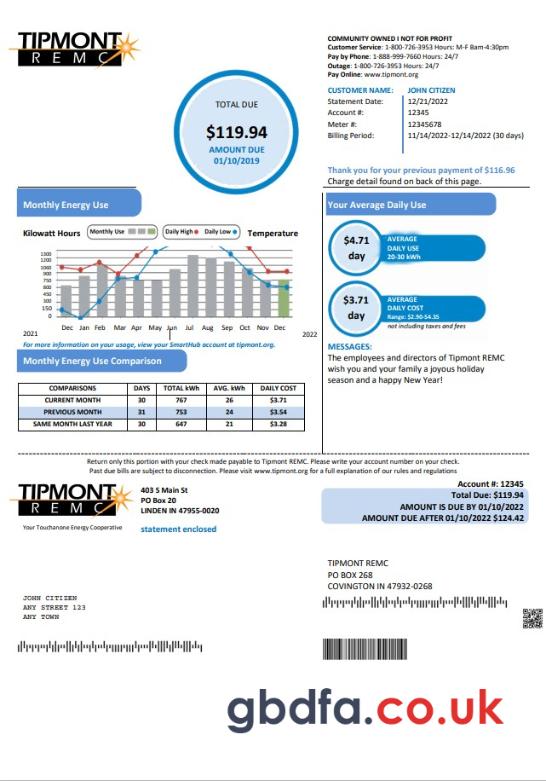 TIPMONT
REMC
COMMUNITY OWNED I NOT FOR PROFIT
Customer Service: 1-800-726-3953 Hours: M-F 8am-4:30pm
Pay by Phone: 1-888-999-7660 Hours: 24/7
Outage: 1-800-726-3953 Hours: 24/7
Pay Online: www.tipmont.org
TOTAL DUE
$119.94
AMOUNT DUE
01/10/2019
CUSTOMER NAME: JOHN CITIZEN
Statement Date: 12/21/2022
Account #: 12345
Meter #: 12345678
Billing Period: 11/14/2022-12/14/2022 (30 days)
Thank you for your previous payment of $116.96
Charge detail found on back of this page.
Monthly Energy Use
Kilowatt Hours Monthly Use Daily High Daily Low Temperature
1300
1200
1050
900
750
600
450
300
150
0
Dec Jan Feb Mar Apr May Jun Jul Aug Sep Oct Nov Dec
2021 2022
For more information on your usage, view your SmartHub account at tipmont.org.
Your Average Daily Use
$4.71
day
AVERAGE
DAILY USE
20-30 kWh
$3.71
day
AVERAGE
DAILY COST
Range: $2.90-$4.35
not including taxes and fees
MESSAGES:
The employees and directors of Tipmont REMC
wish you and your family a joyous holiday
season and a happy New Year!
Monthly Energy Use Comparison
COMPARISONS DAYS TOTAL kWh AVG. kWh DAILY COST
CURRENT MONTH 30 767 26 $3.71
PREVIOUS MONTH 31 753 24 $3.54
SAME MONTH LAST YEAR 30 647 21 $3.28
Return only this portion with your check made payable to Tipmont REMC. Please write your account number on your check.
Past due bills are subject to disconnection. Please visit www.tipmont.org for a full explanation of our rules and regulations
TIPMONT
REMC
Your Touchanone Energy Cooperative
403 S Main St
PO Box 20
LINDEN IN 47955-0020
statement enclosed
Account #: 12345
Total Due: $119.94
AMOUNT IS DUE BY 01/10/2022
AMOUNT DUE AFTER 01/10/2022 $124.42
TIPMONT REMC
PO BOX 268
COVINGTON IN 47932-0268
JOHN CITIZEN
ANY STREET 123
ANY TOWN
gbdfa.co.uk